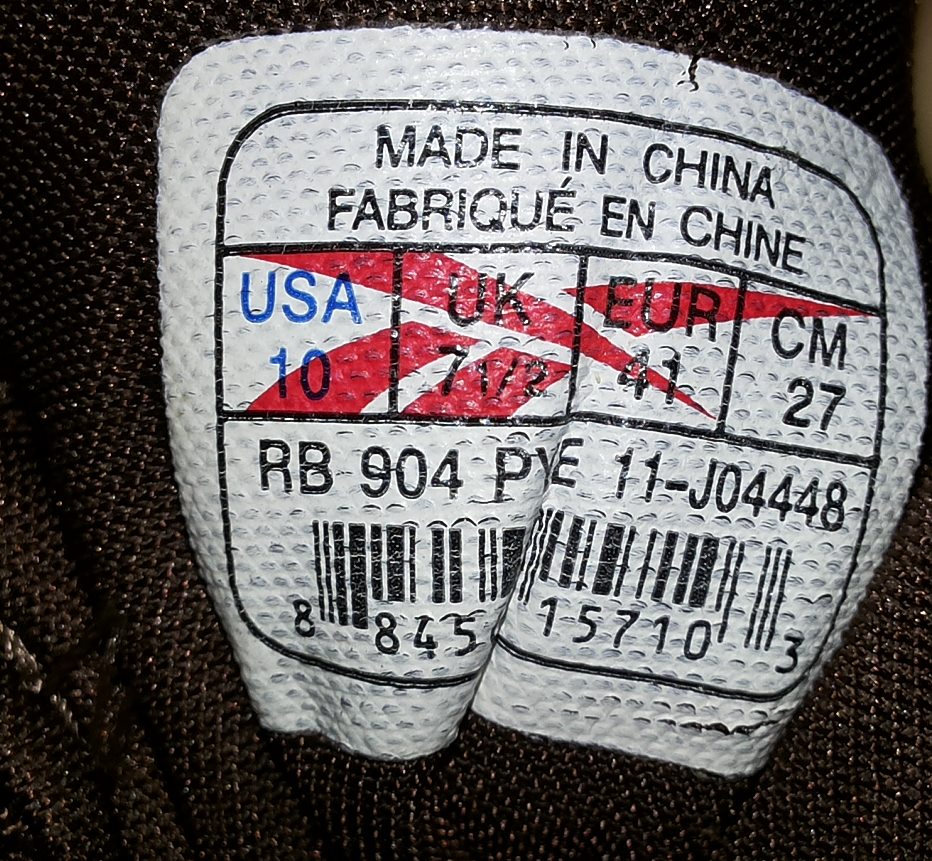 MADE IN CHINA
FABRIQUÉ EN CHINE
USA UK EUR CM
10 7 1/2 41 27
RB 904 PYE 11-J04448
8 845 15710 3